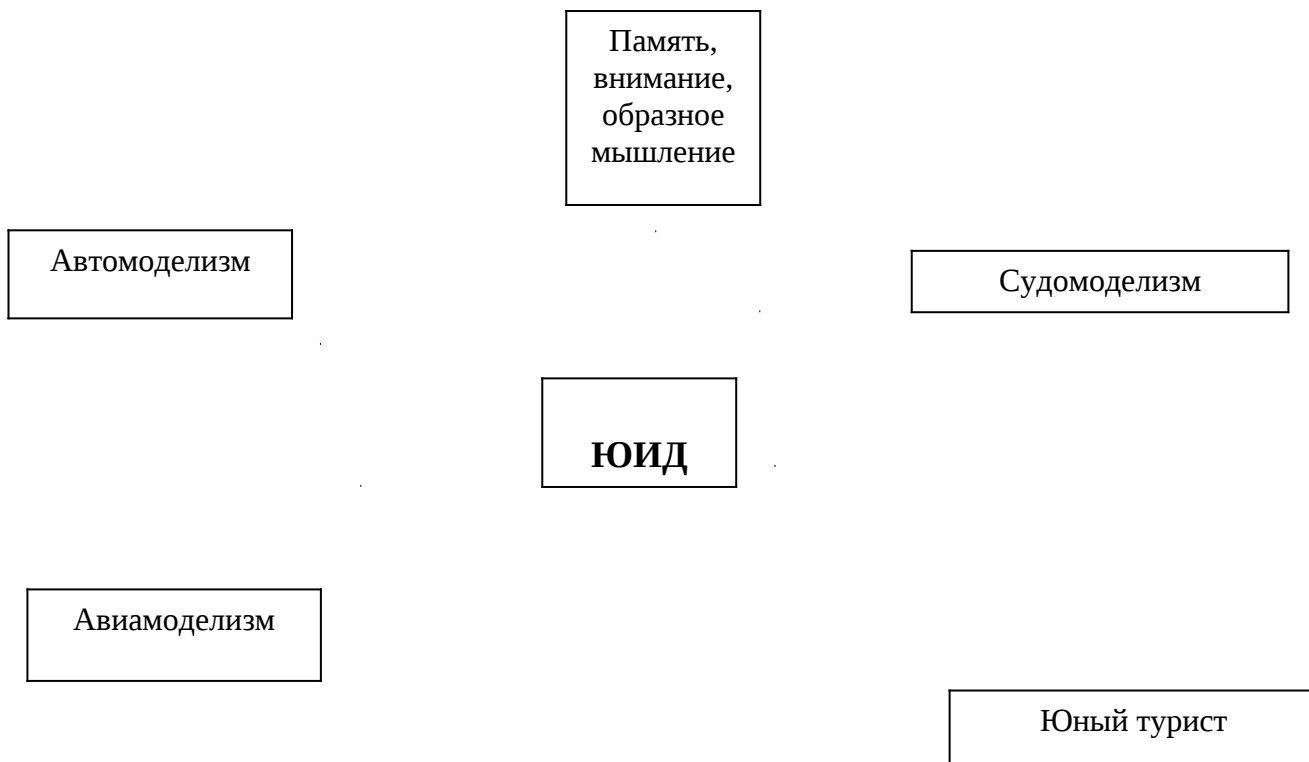 Память,
внимание,
образное
мышление
Автомоделизм
Судомоделизм
ЮИД
Авиамоделизм
Юный турист